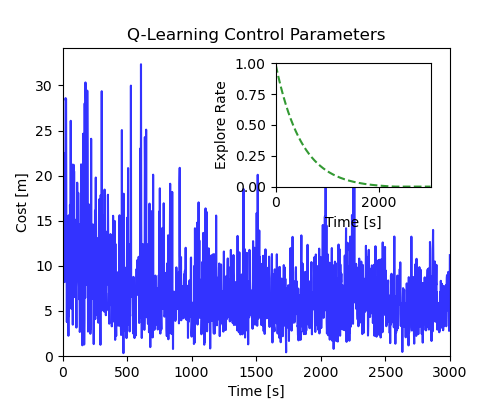 Q-Learning Control Parameters
Cost [m]
30
25
20
15
10
5
0
0 500 1000 1500 2000 2500 3000
Time [s]
Explore Rate
1.00
0.75
0.50
0.25
0.00
0 2000
Time [s]